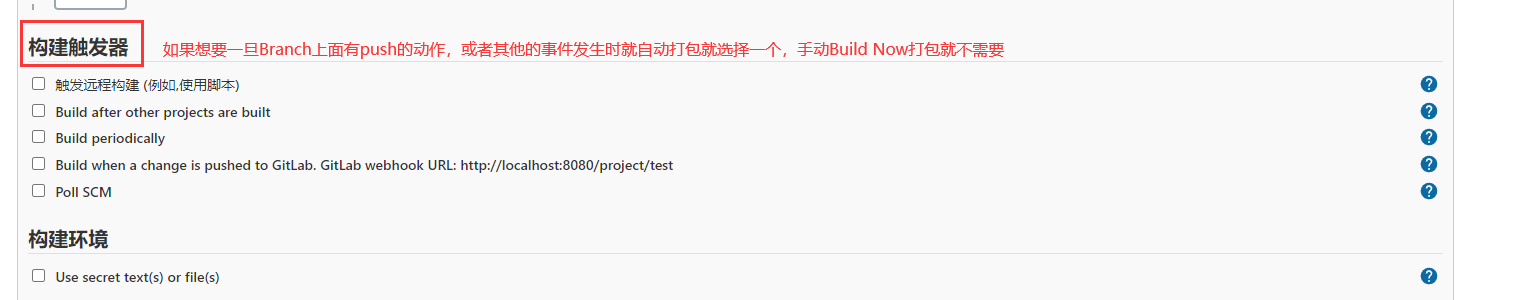 构建触发器
如果想要一旦Branch上面有push的动作，或者其他的事件发生时就自动打包就选择一个，手动Build Now打包就不需要
触发远程构建 (例如,使用脚本)
Build after other projects are built
Build periodically
Build when a change is pushed to GitLab. GitLab webhook URL: http://localhost:8080/project/test
Poll SCM
构建环境
Use secret text(s) or file(s)